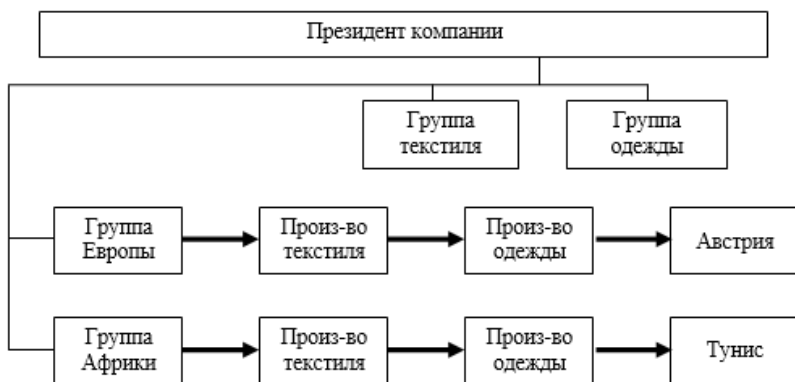 Президент компании
Группа
текстиля
Группа
одежды
Группа
Европы
Произ-во
текстиля
Произ-во
одежды
Австрия
Группа
Африки
Произ-во
текстиля
Произ-во
одежды
Тунис